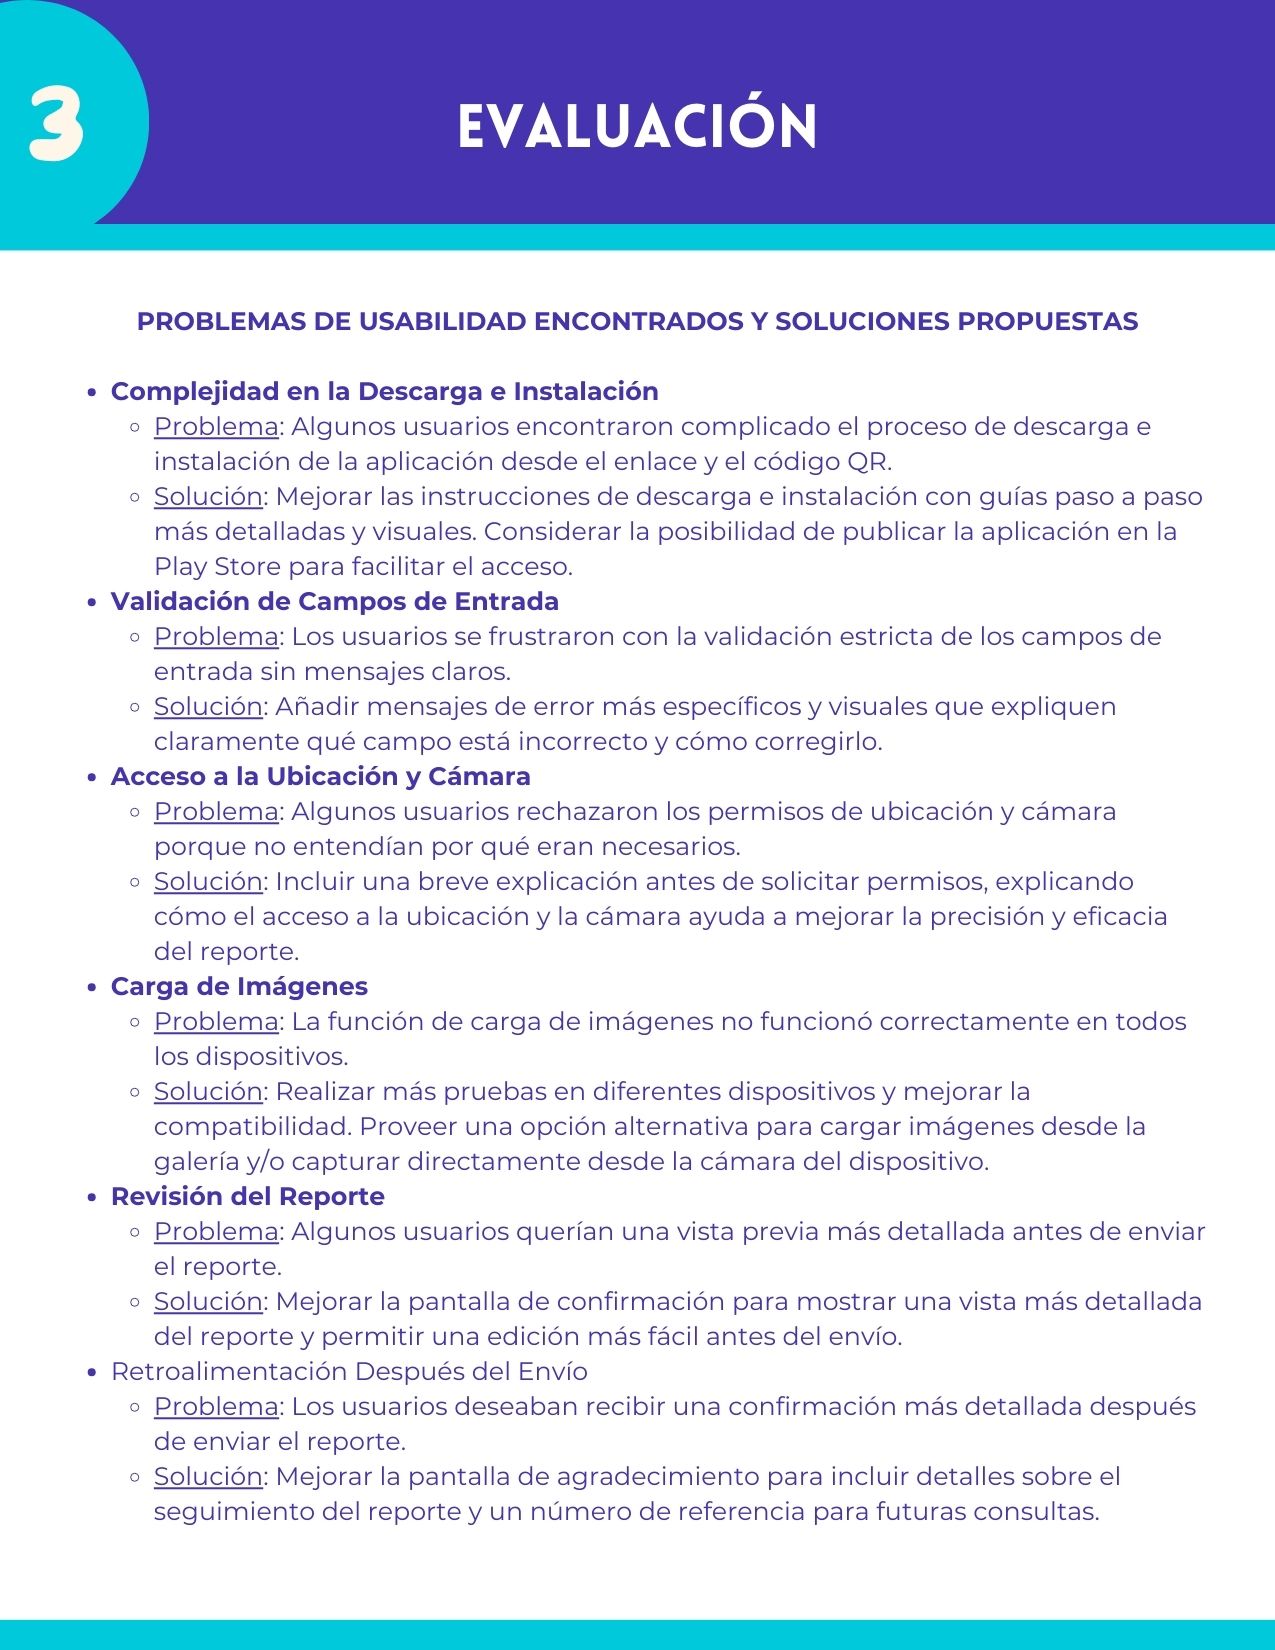 3
EVALUACIÓN
PROBLEMAS DE USABILIDAD ENCONTRADOS Y SOLUCIONES PROPUESTAS
• Complejidad en la Descarga e Instalación
◦ Problema: Algunos usuarios encontraron complicado el proceso de descarga e
instalación de la aplicación desde el enlace y el código QR.
◦ Solución: Mejorar las instrucciones de descarga e instalación con guías paso a paso
más detalladas y visuales. Considerar la posibilidad de publicar la aplicación en la
Play Store para facilitar el acceso.
• Validación de Campos de Entrada
◦ Problema: Los usuarios se frustraron con la validación estricta de los campos de
entrada sin mensajes claros.
◦ Solución: Añadir mensajes de error más específicos y visuales que expliquen
claramente qué campo está incorrecto y cómo corregirlo.
• Acceso a la Ubicación y Cámara
◦ Problema: Algunos usuarios rechazaron los permisos de ubicación y cámara
porque no entendían por qué eran necesarios.
◦ Solución: Incluir una breve explicación antes de solicitar permisos, explicando
cómo el acceso a la ubicación y la cámara ayuda a mejorar la precisión y eficacia
del reporte.
• Carga de Imágenes
◦ Problema: La función de carga de imágenes no funcionó correctamente en todos
los dispositivos.
◦ Solución: Realizar más pruebas en diferentes dispositivos y mejorar la
compatibilidad. Proveer una opción alternativa para cargar imágenes desde la
galería y/o capturar directamente desde la cámara del dispositivo.
• Revisión del Reporte
◦ Problema: Algunos usuarios querían una vista previa más detallada antes de enviar
el reporte.
◦ Solución: Mejorar la pantalla de confirmación para mostrar una vista más detallada
del reporte y permitir una edición más fácil antes del envío.
• Retroalimentación Después del Envío
◦ Problema: Los usuarios deseaban recibir una confirmación más detallada después
de enviar el reporte.
◦ Solución: Mejorar la pantalla de agradecimiento para incluir detalles sobre el
seguimiento del reporte y un número de referencia para futuras consultas.